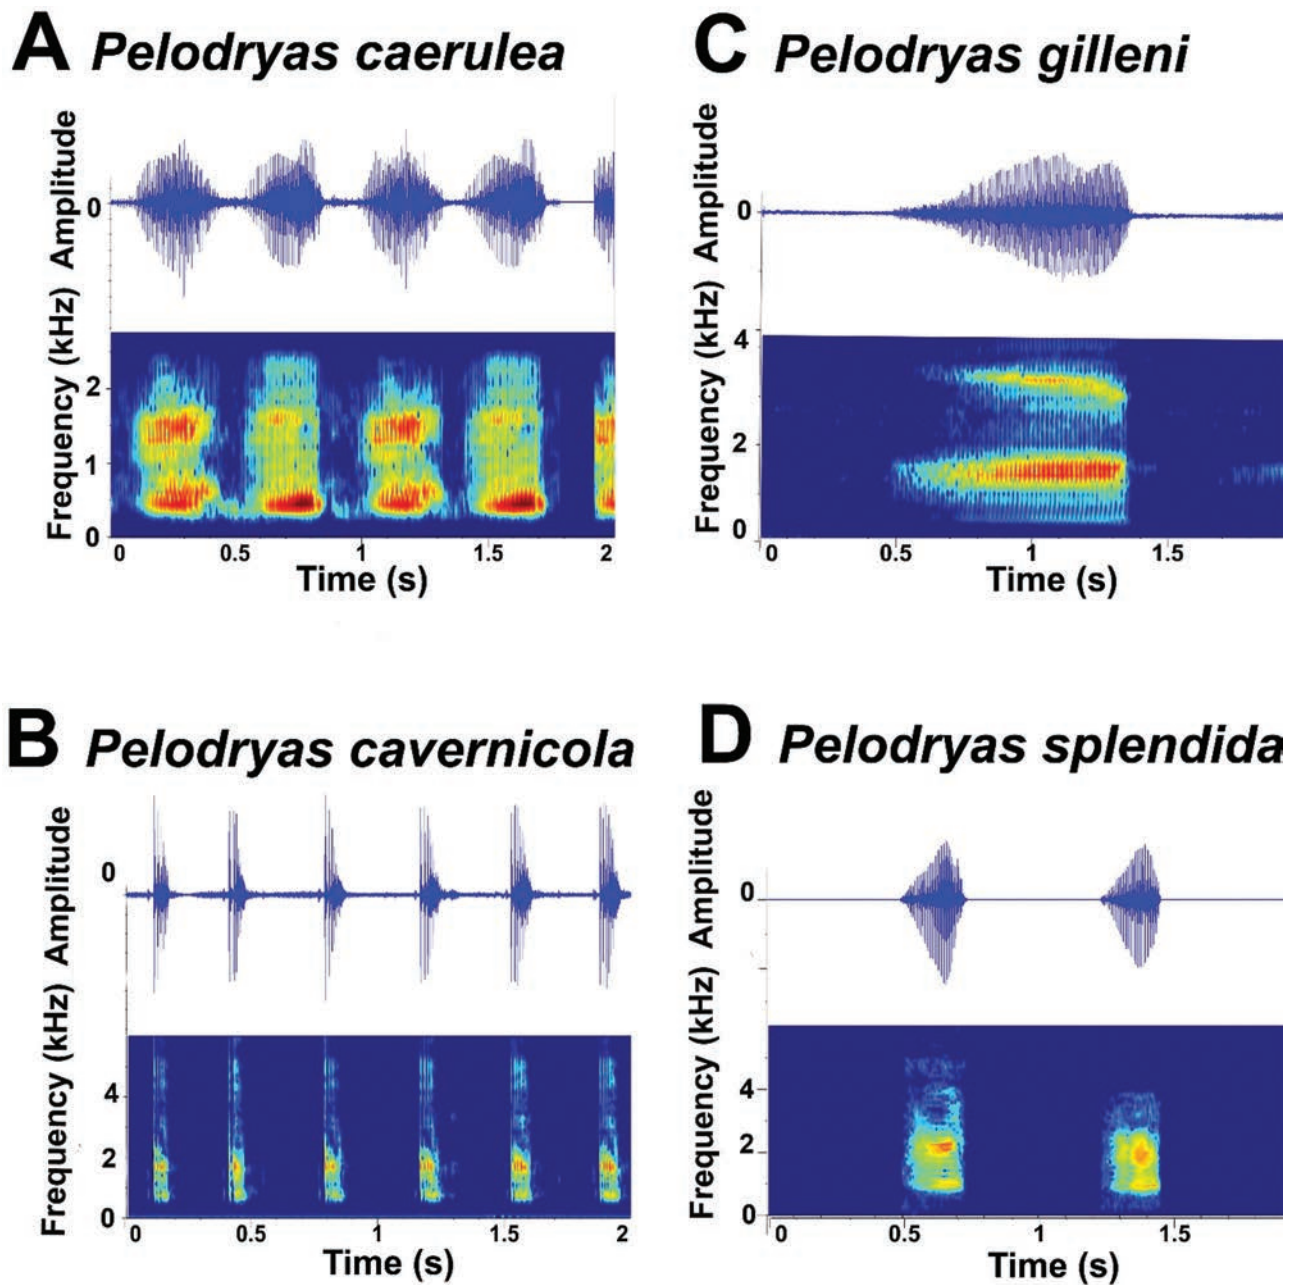 A Pelodryas caerulea
Amplitude
0
Frequency (kHz)
2
1
0
0 0.5 1 1.5 2
Time (s)
C Pelodryas gilleni
Amplitude
0
Frequency (kHz)
4
2
0
0 0.5 1 1.5
Time (s)
B Pelodryas cavernicola
Amplitude
0
Frequency (kHz)
4
2
0
0 0.5 1 1.5 2
Time (s)
D Pelodryas splendida
Amplitude
0
Frequency (kHz)
4
2
0
0 0.5 1 1.5
Time (s)